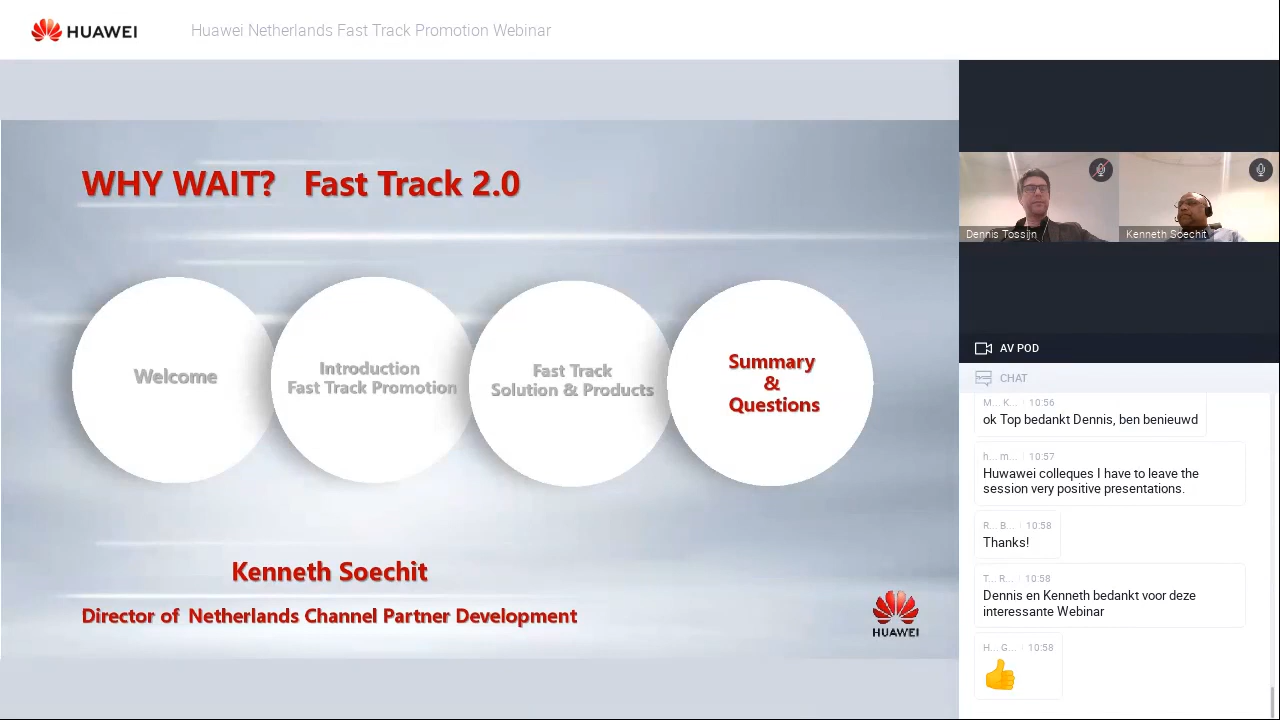 HUAWEI
Huawei Netherlands Fast Track Promotion Webinar
WHY WAIT? Fast Track 2.0
Welcome
Introduction
Fast Track Promotion
Fast Track
Solution & Products
Summary
&
Questions
Kenneth Soechit
Director of Netherlands Channel Partner Development
HUAWEI
Dennis Tossijn
Kenneth Soechit
AV POD
CHAT
M... K... 10:56
ok Top bedankt Dennis, ben benieuwd
h... m... 10:57
Huwawei colleques I have to leave the
session very positive presentations.
R... B... 10:58
Thanks!
T... R... 10:58
Dennis en Kenneth bedankt voor deze
interessante Webinar
H... G... 10:58